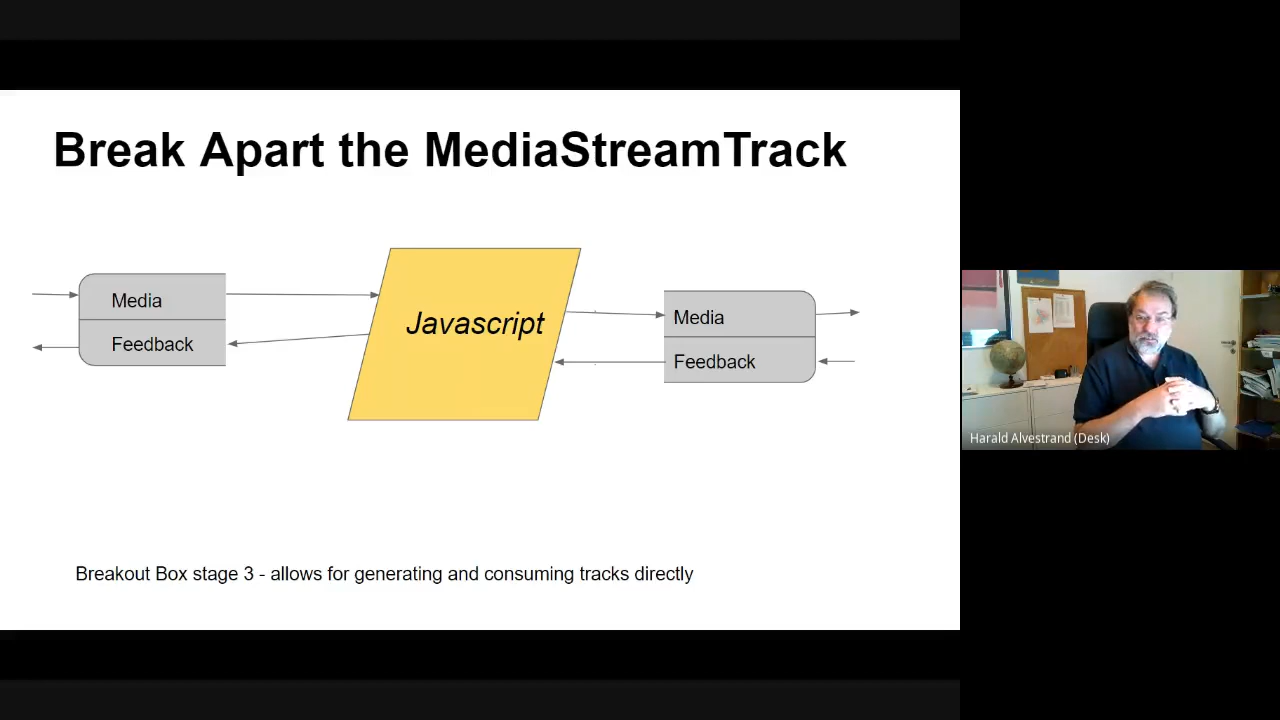 Break Apart the MediaStreamTrack
Media
Feedback
Javascript
Media
Feedback
Breakout Box stage 3 - allows for generating and consuming tracks directly
Harald Alvestrand (Desk)